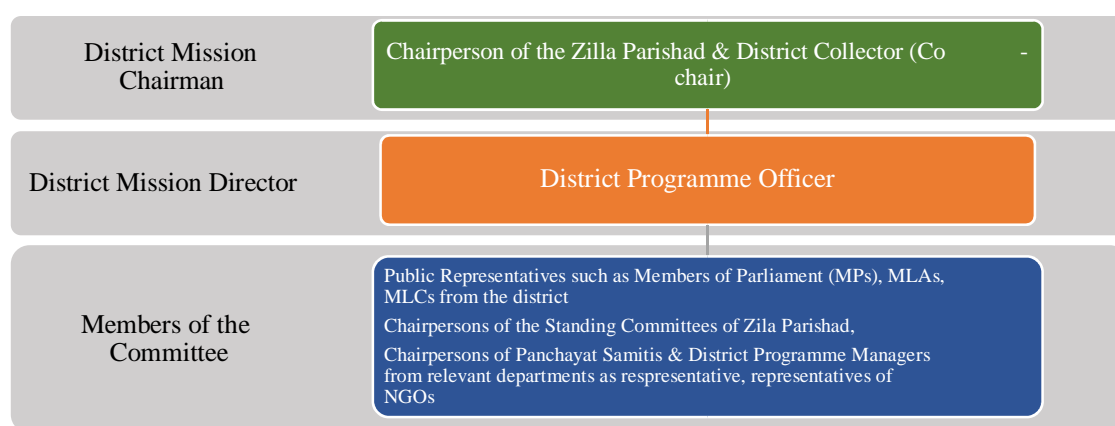 District Mission
Chairman
Chairperson of the Zilla Parishad & District Collector (Co -
chair)
District Mission Director
District Programme Officer
Members of the
Committee
Public Representatives such as Members of Parliament (MPs), MLAs,
MLCs from the district
Chairpersons of the Standing Committees of Zila Parishad,
Chairpersons of Panchayat Samitis & District Programme Managers
from relevant departments as respresentative, representatives of
NGOs